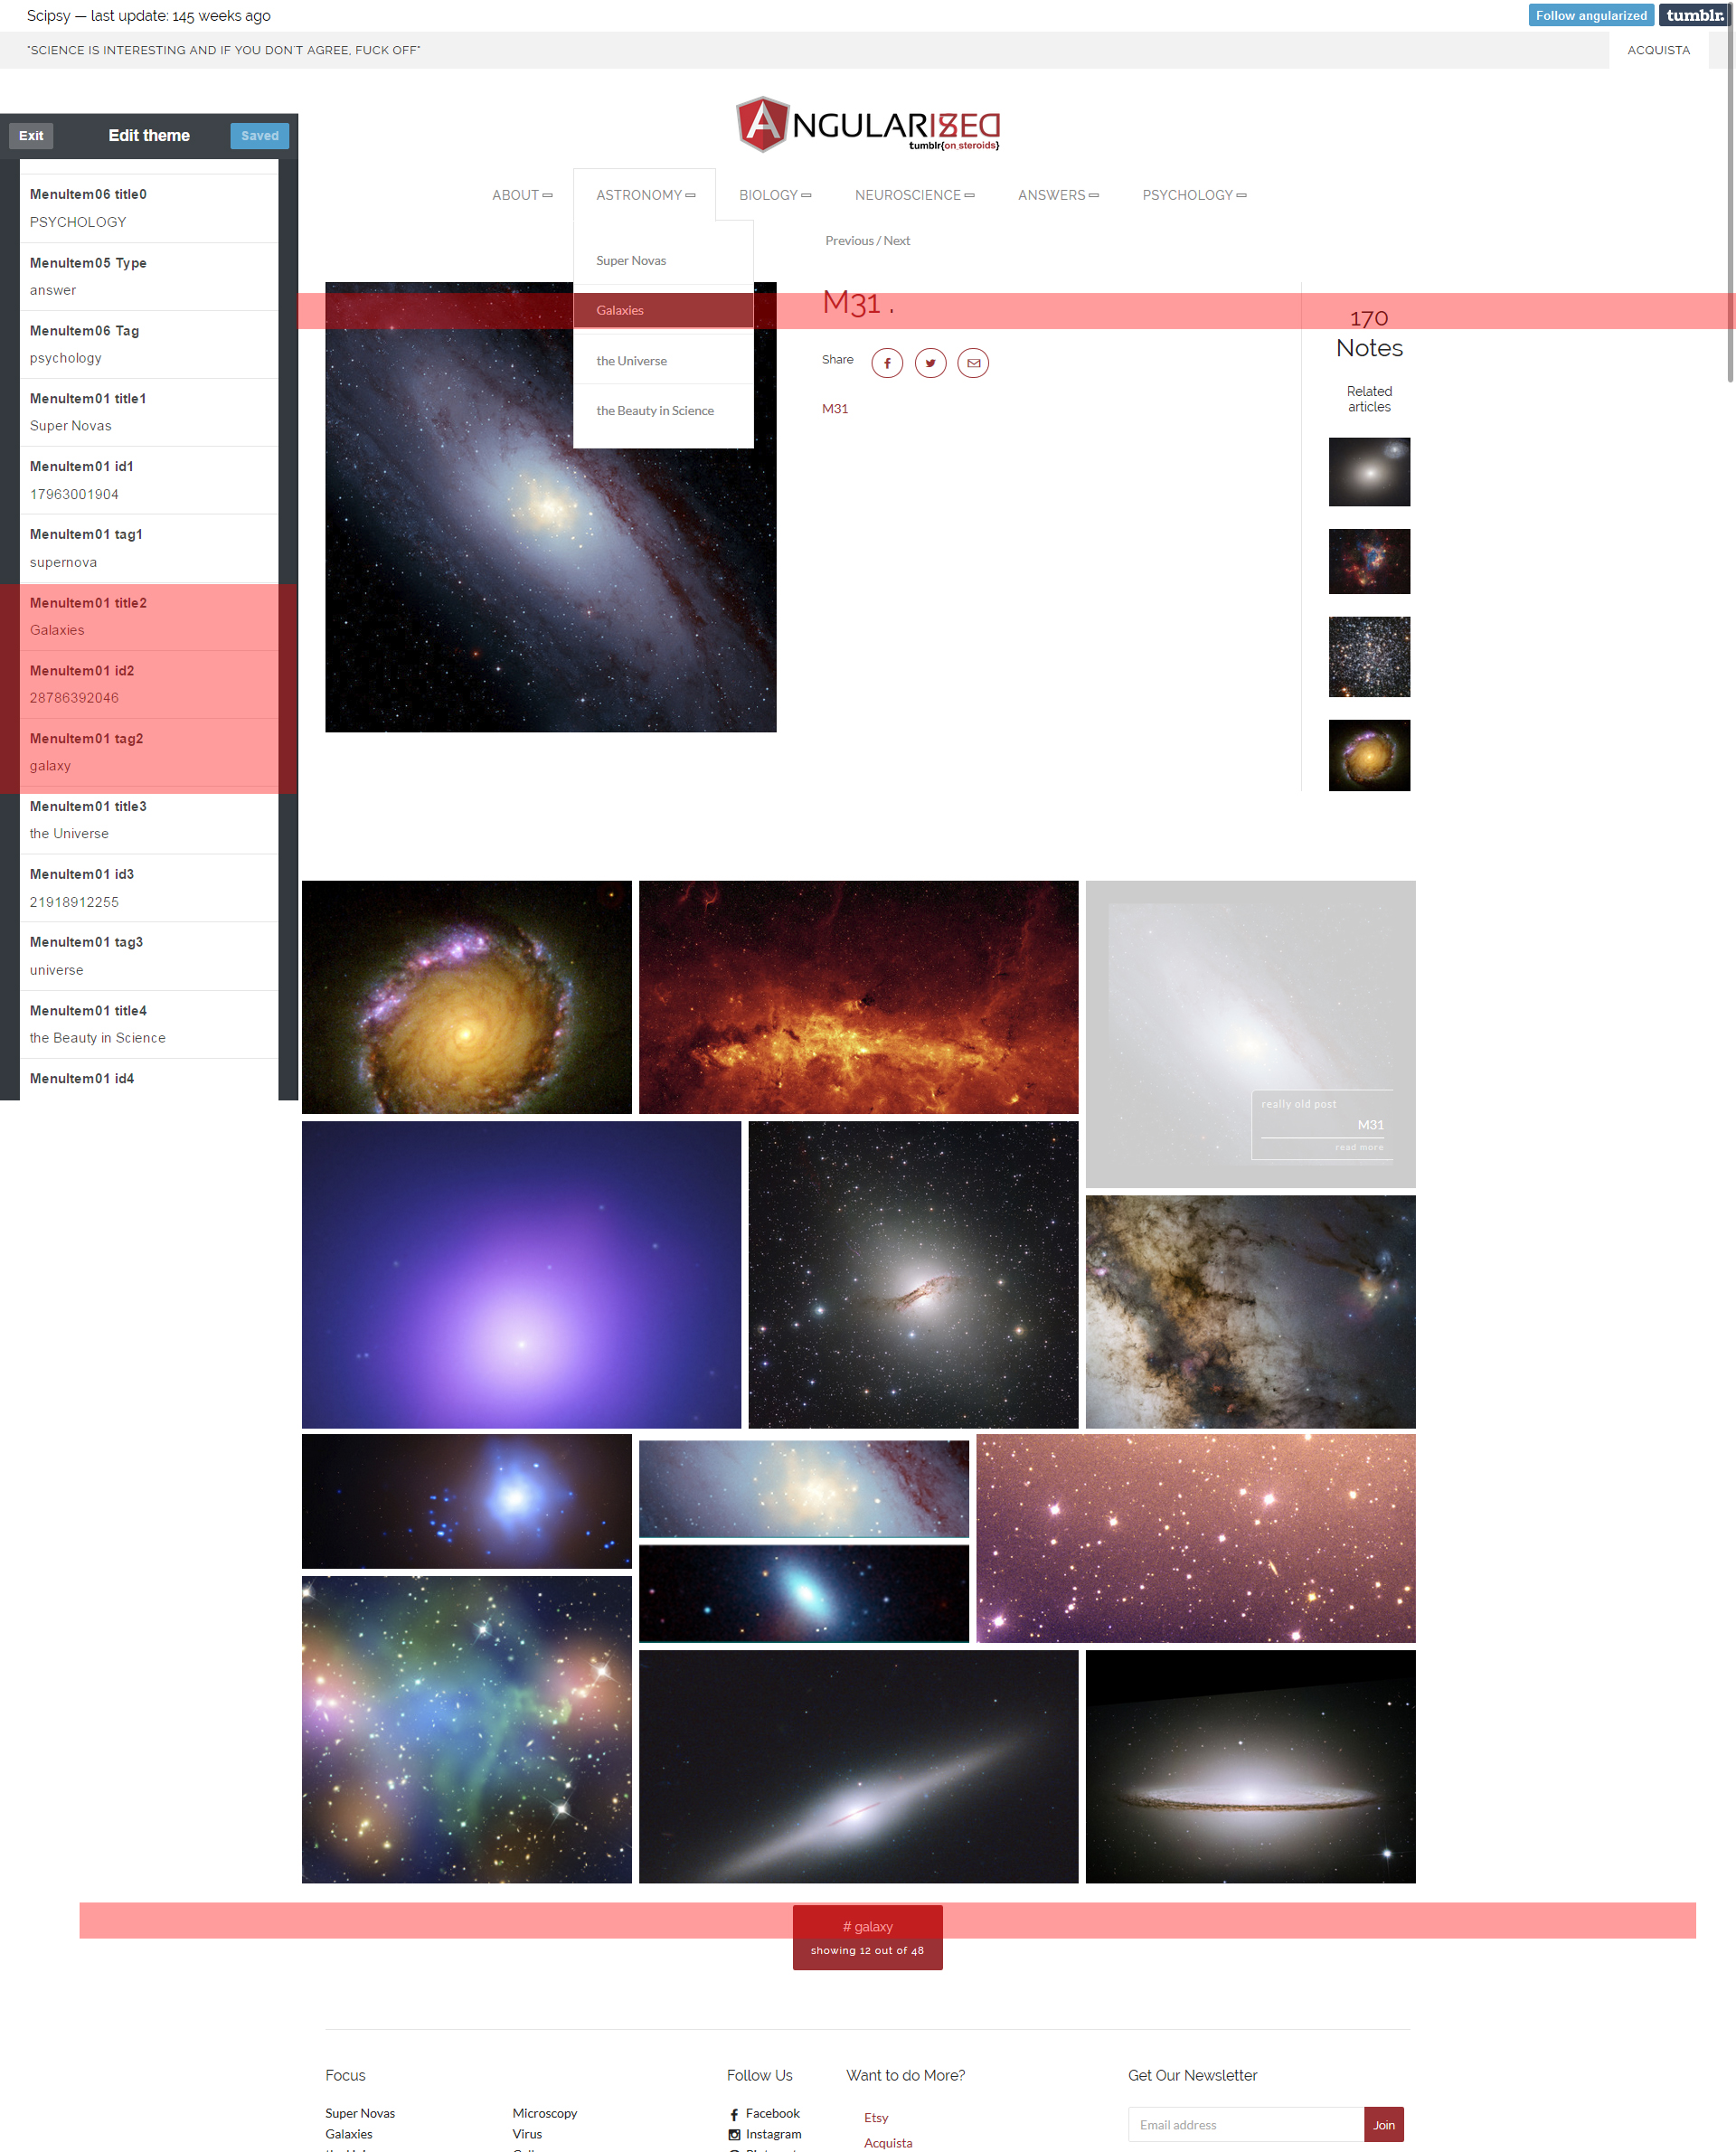 Scipsy — last update: 145 weeks ago
Follow angularized
tumblr.
"SCIENCE IS INTERESTING AND IF YOU DON'T AGREE, FUCK OFF"
ACQUISTA
ANGULARIZED
tumblr{on_steroids}
Exit
Edit theme
Saved
MenuItem06 title0
PSYCHOLOGY
MenuItem05 Type
answer
MenuItem06 Tag
psychology
MenuItem01 title1
Super Novas
MenuItem01 id1
17963001904
MenuItem01 tag1
supernova
MenuItem01 title2
Galaxies
MenuItem01 id2
28786392046
MenuItem01 tag2
galaxy
MenuItem01 title3
the Universe
MenuItem01 id3
21918912255
MenuItem01 tag3
universe
MenuItem01 title4
the Beauty in Science
MenuItem01 id4
ABOUT
ASTRONOMY
BIOLOGY
NEUROSCIENCE
ANSWERS
PSYCHOLOGY
Super Novas
Galaxies
the Universe
the Beauty in Science
Previous / Next
M31 .
Share
M31
170
Notes
Related
articles
really old post
M31
read more
# galaxy
showing 12 out of 48
Focus
Super Novas
Galaxies
Microscopy
Virus
Follow Us
Facebook
Instagram
Want to do More?
Etsy
Acquista
Get Our Newsletter
Email address
Join